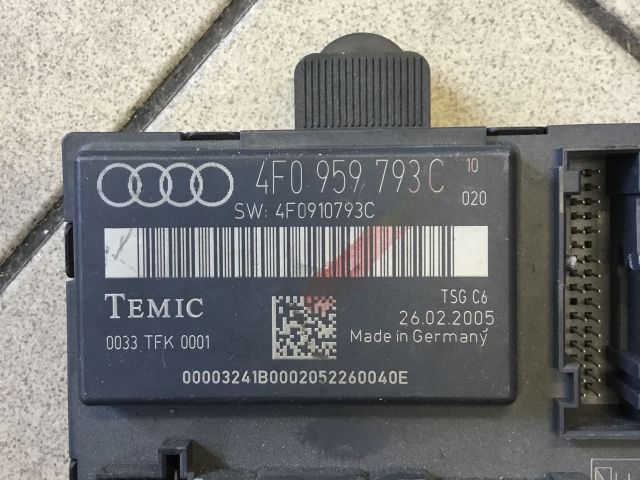 4F0 959 793 C 10
020
SW: 4F0910793C
TEMIC
TSG C6
26.02.2005
0033 TFK 0001
Made in Germany
00003241B0002052260040E